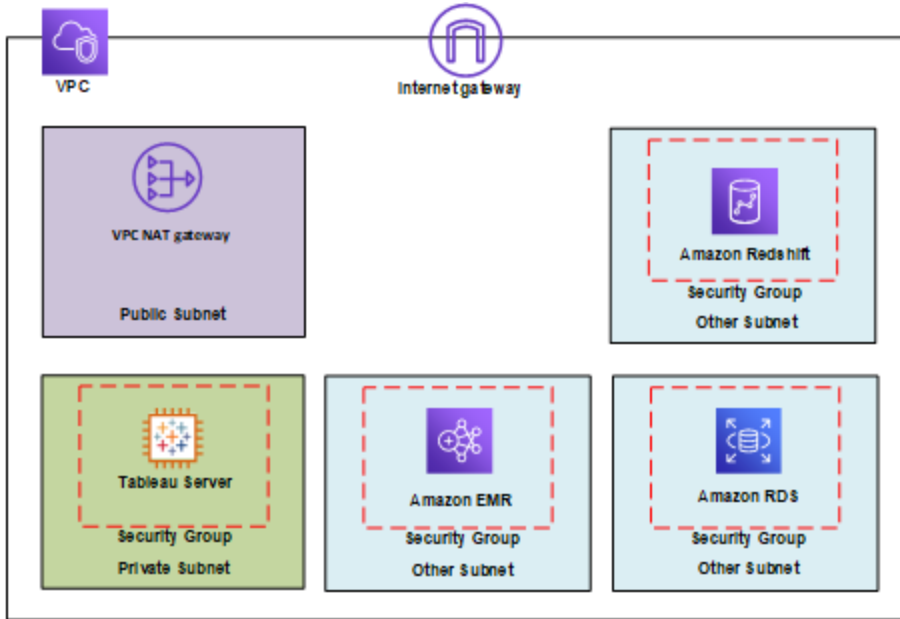 VPC
Internet gateway
VPC NAT gateway
Public Subnet
Amazon Redshift
Security Group
Other Subnet
Tableau Server
Security Group
Private Subnet
Amazon EMR
Security Group
Other Subnet
Amazon RDS
Security Group
Other Subnet